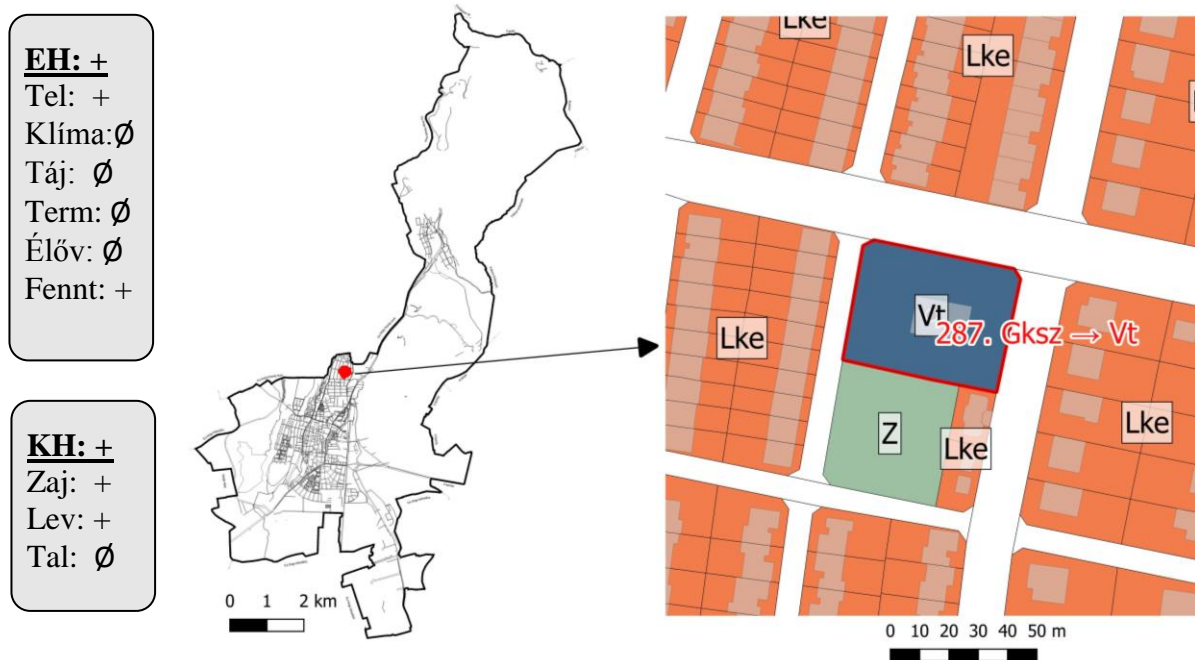 EH: +
Tel: +
Klíma: Ø
Táj: Ø
Term: Ø
Élőv: Ø
Fennt: +
KH: +
Zaj: +
Lev: +
Tal: Ø
0 1 2 km
Lke
Lke
Lke
Vt
287. Gksz → Vt
Z
Lke
Lke
0 10 20 30 40 50 m